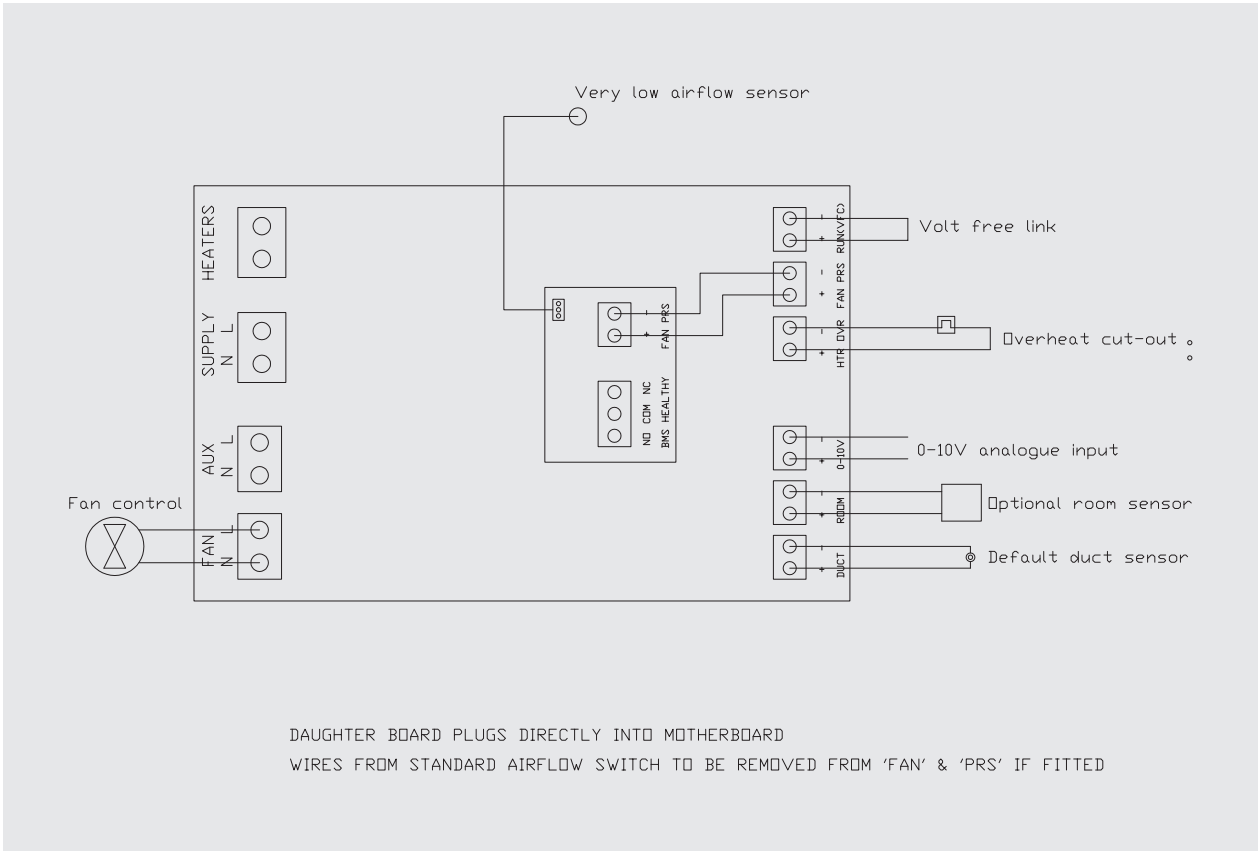 Very low airflow sensor
HEATERS
- +
RUN(VFC)
Volt free link
- +
FAN PRS
SUPPLY
L
N
- +
FAN PRS
- +
HTR OVR
Overheat cut-out
NO COM NC
BMS HEALTHY
AUX
L
N
- +
0-10V
0-10V analogue input
Fan control
FAN
L
N
- +
ROOM
Optional room sensor
- +
DUCT
Default duct sensor
DAUGHTER BOARD PLUGS DIRECTLY INTO MOTHERBOARD
WIRES FROM STANDARD AIRFLOW SWITCH TO BE REMOVED FROM 'FAN' & 'PRS' IF FITTED